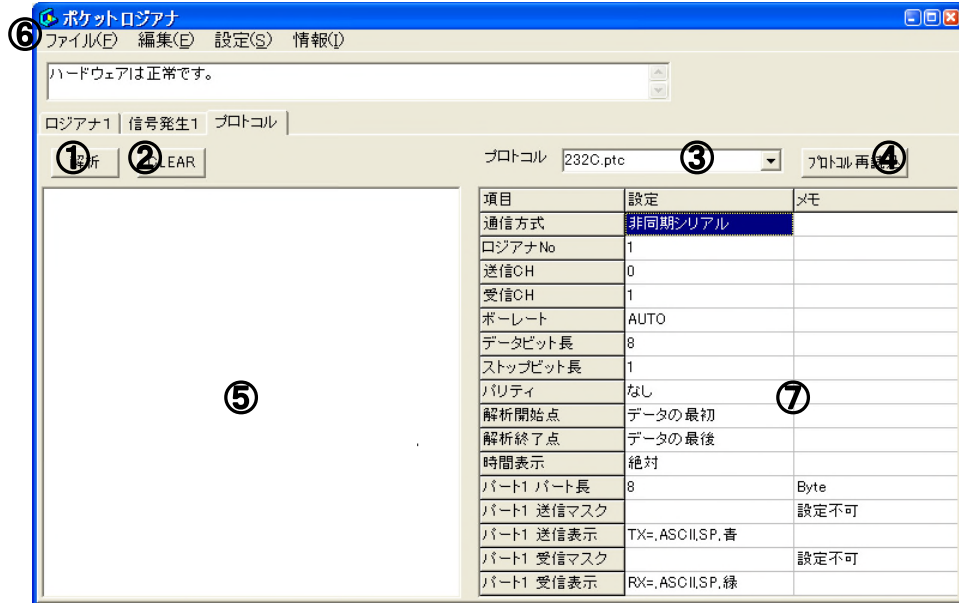 ポケットロジアナ
⑥ ファイル(F) 編集(E) 設定(S) 情報(I)
ハードウェアは正常です。
ロジアナ1 信号発生1 プロトコル
① 解析 ② CLEAR プロトコル 232C.ptc ③ プロトコル再読込 ④
項目 設定 メモ
通信方式 非同期シリアル
ロジアナNo 1
送信CH 0
受信CH 1
ボーレート AUTO
データビット長 8
ストップビット長 1
⑤ パリティ なし ⑦
解析開始点 データの最初
解析終了点 データの最後
時間表示 絶対
パート1 パート長 8 Byte
パート1 送信マスク 設定不可
パート1 送信表示 TX=,ASCII,SP,青
パート1 受信マスク 設定不可
パート1 受信表示 RX=,ASCII,SP,緑